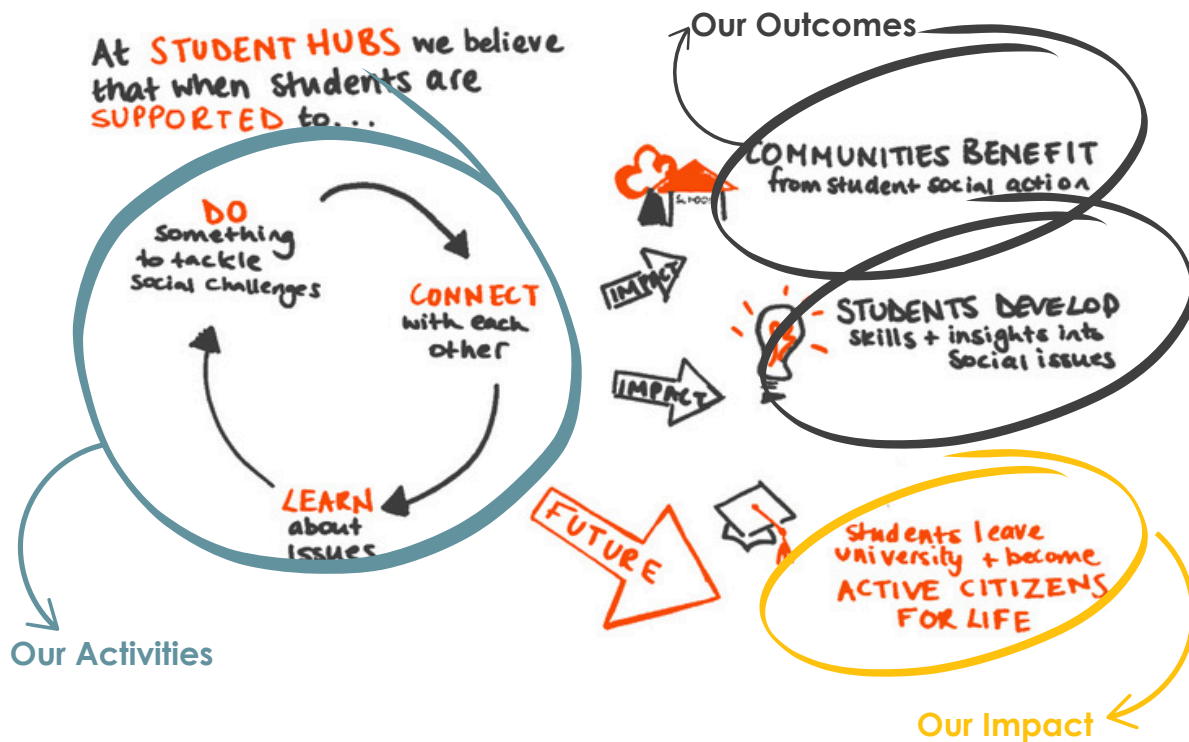 Our Outcomes
At STUDENT HUBS we believe
that when students are
SUPPORTED to...
DO
something
to tackle
social challenges
CONNECT
with each
other
LEARN
about
issues
COMMUNITIES BENEFIT
from student social action
SCHOOL
IMPACT
STUDENTS DEVELOP
skills + insights into
social issues
IMPACT
FUTURE
students leave
university + become
ACTIVE CITIZENS
FOR LIFE
Our Activities
Our Impact